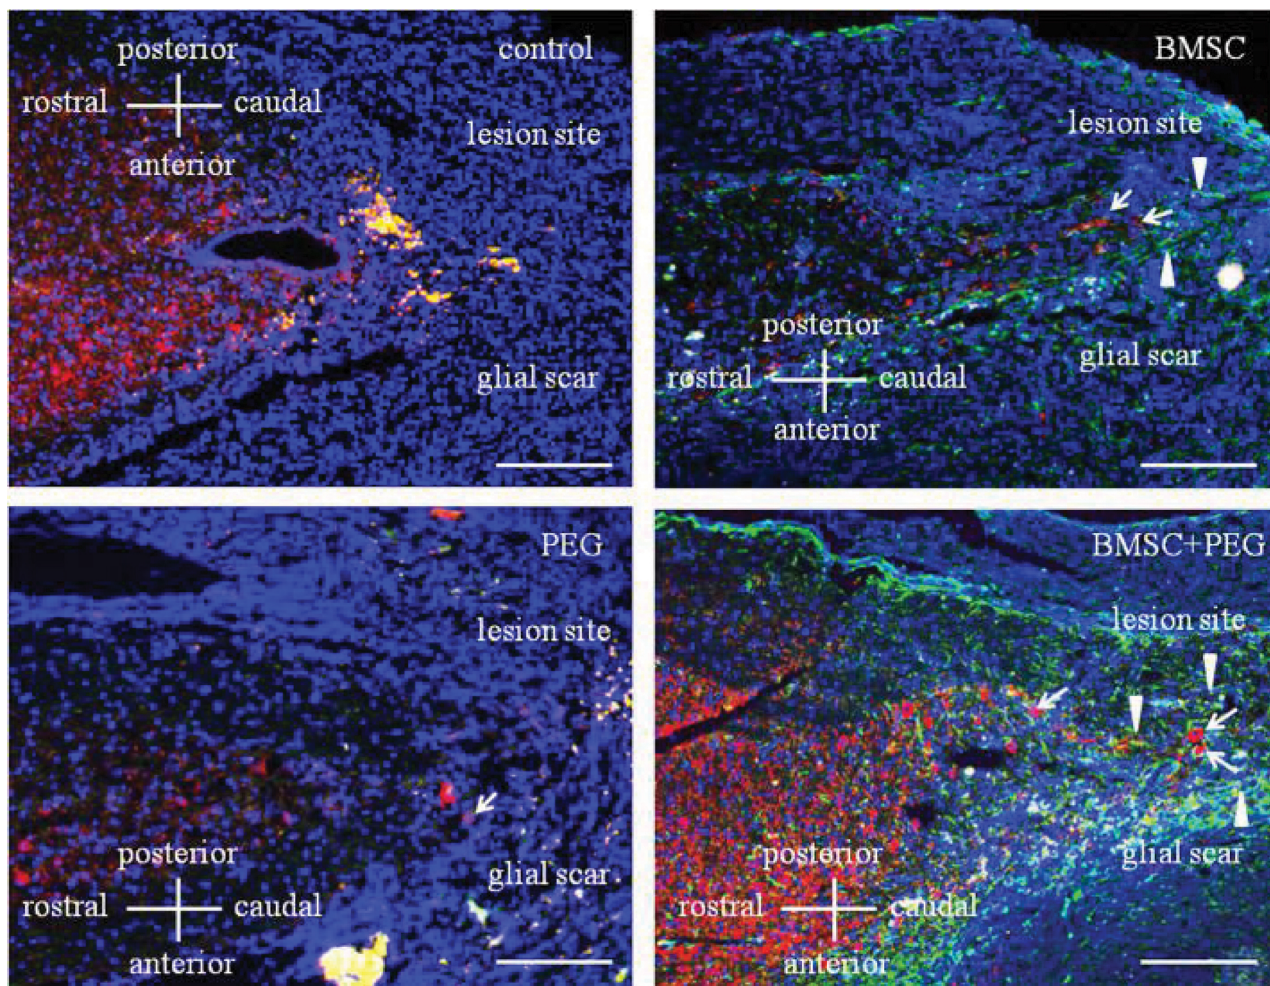 posterior
control
rostral
caudal
lesion site
anterior
glial scar
BMSC
lesion site
posterior
glial scar
rostral
caudal
anterior
PEG
lesion site
posterior
glial scar
rostral
caudal
anterior
BMSC+PEG
lesion site
posterior
glial scar
rostral
caudal
anterior